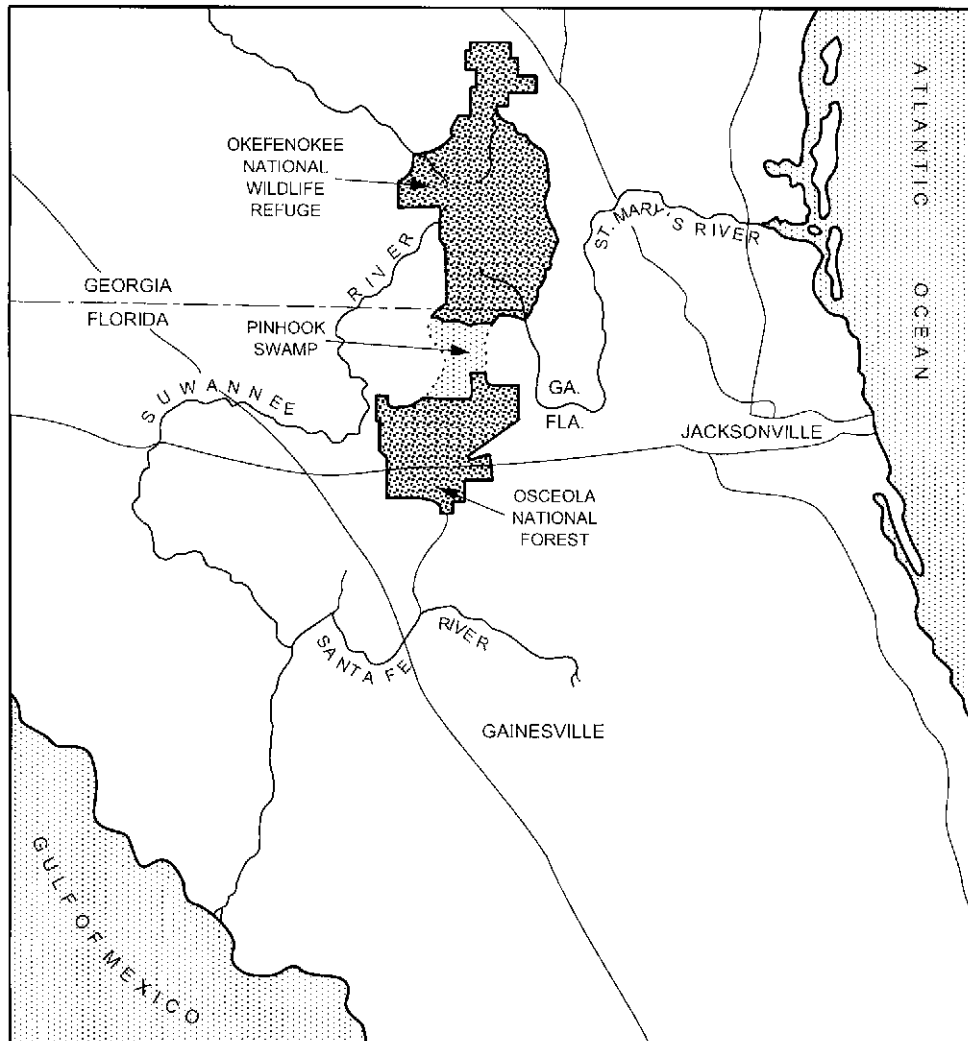 ATLANTIC OCEAN
OKEFENOKEE
NATIONAL
WILDLIFE
REFUGE
ST. MARY'S RIVER
GEORGIA
FLORIDA
PINHOOK
SWAMP
SUWANNEE RIVER
GA.
FLA.
JACKSONVILLE
OSCEOLA
NATIONAL
FOREST
SANTA FE RIVER
GAINESVILLE
GULF OF MEXICO